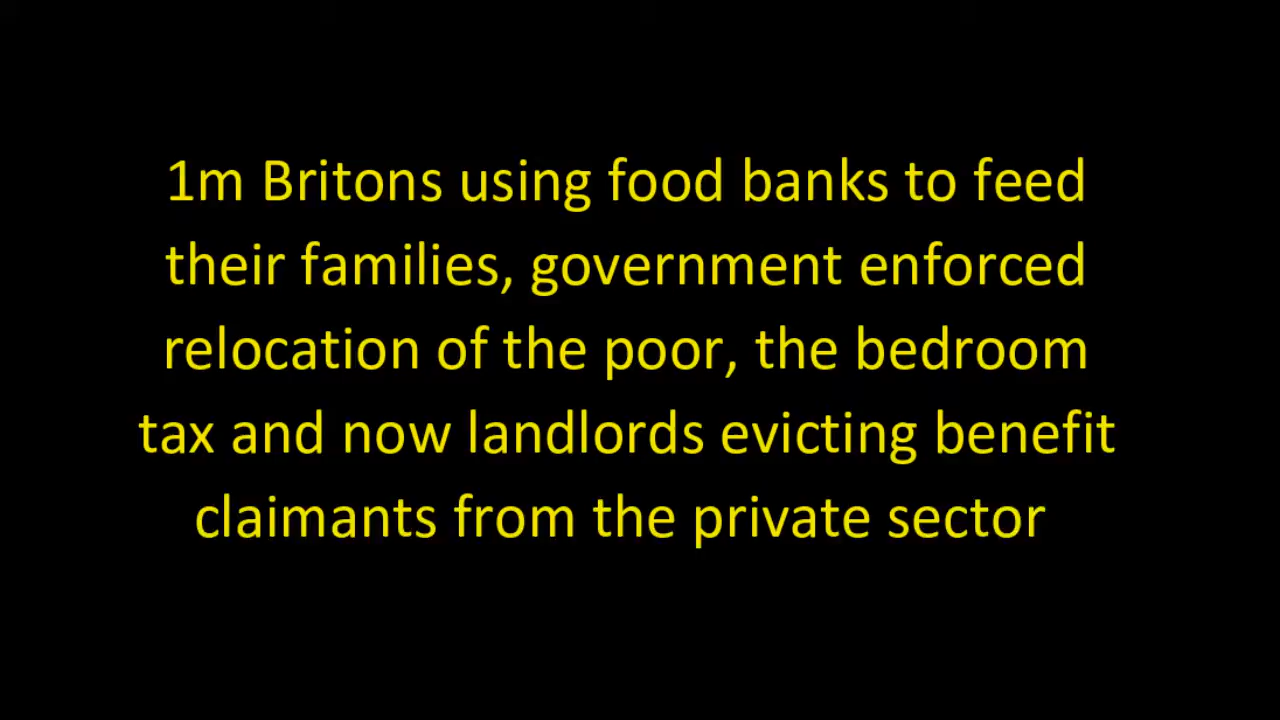 1m Britons using food banks to feed
their families, government enforced
relocation of the poor, the bedroom
tax and now landlords evicting benefit
claimants from the private sector